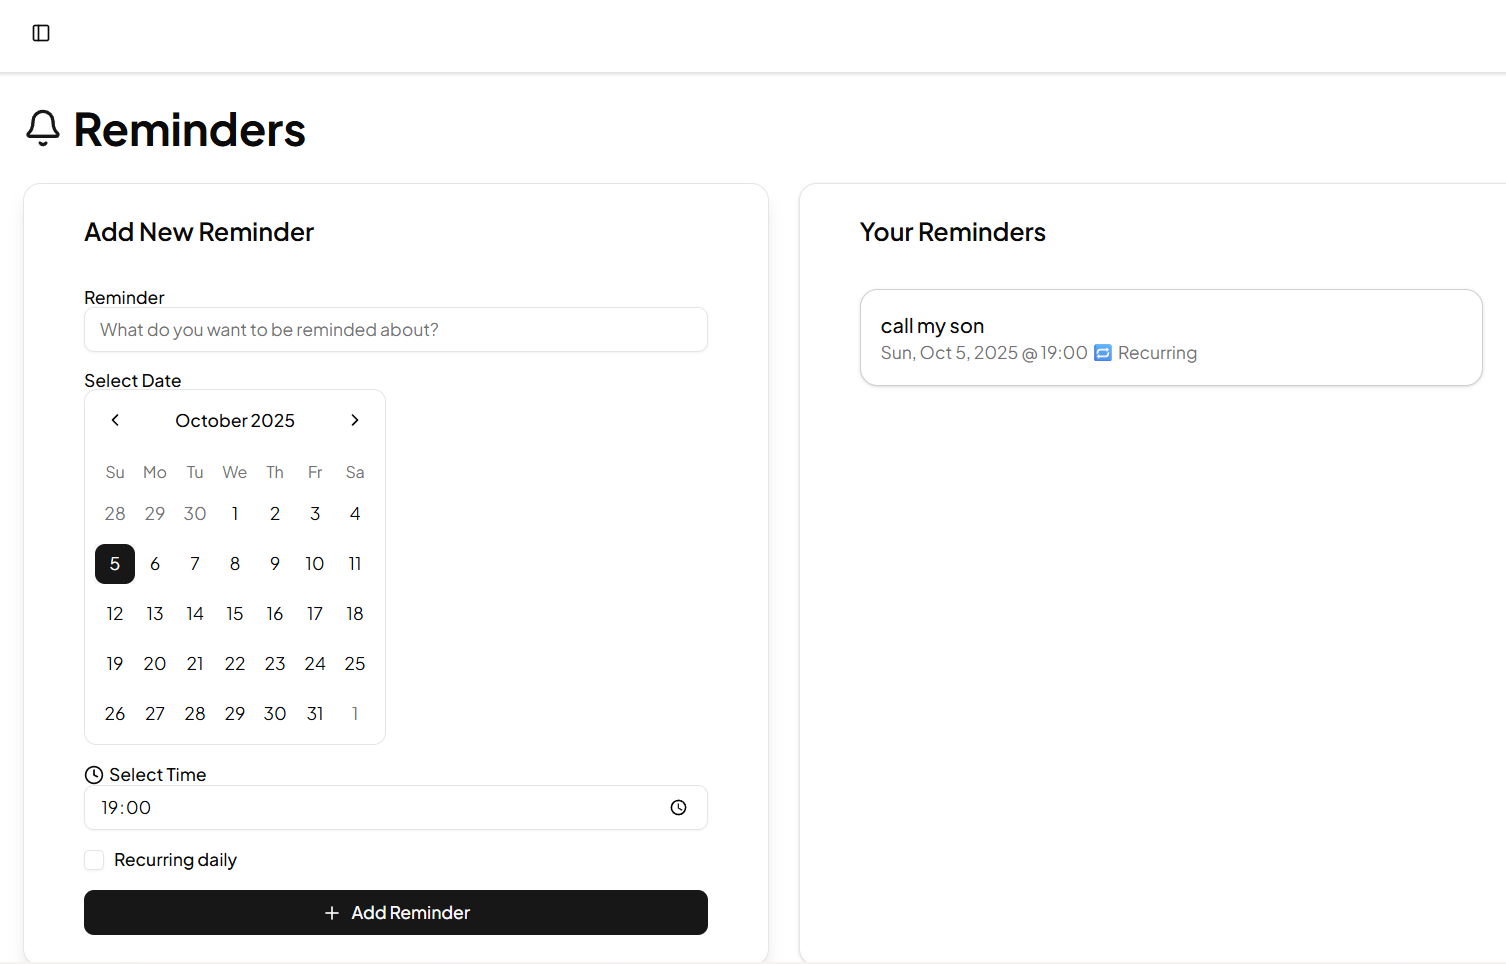 Reminders
Add New Reminder
Reminder
What do you want to be reminded about?
Select Date
October 2025
Su Mo Tu We Th Fr Sa
28 29 30 1 2 3 4
5 6 7 8 9 10 11
12 13 14 15 16 17 18
19 20 21 22 23 24 25
26 27 28 29 30 31 1
Select Time
19:00
Recurring daily
+ Add Reminder
Your Reminders
call my son
Sun, Oct 5, 2025 @ 19:00 🔁 Recurring